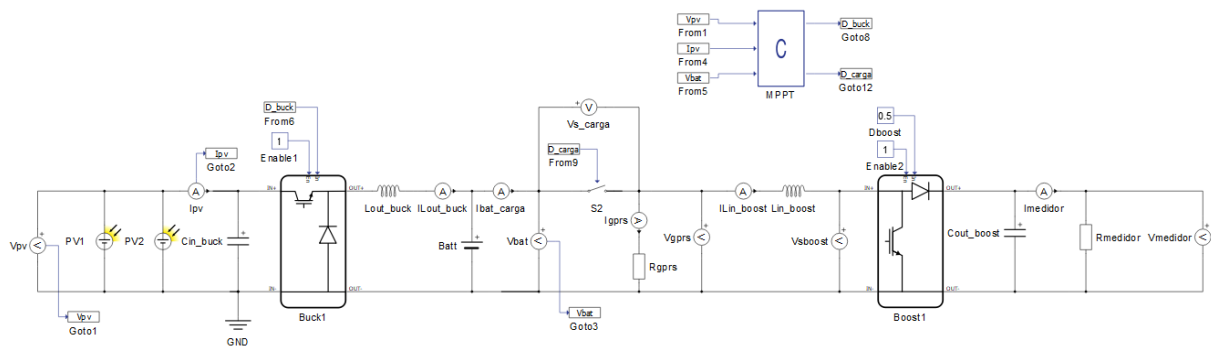 Vpv
From1
Ipv
From4
Vbat
From5
C
MPPT
D_buck
Goto8
D_carga
Goto12
D_buck
From6
1
Enable1
Ipv
Goto2
A
Ipv
V
Vs_carga
D_carga
From9
S2
0.5
Dboost
1
Enable2
IN+
En
OUT+
Lout_buck
A
ILout_buck
A
Ibat_carga
A
Igprs
A
ILin_boost
Lin_boost
IN+
En
OUT+
A
Imedidor
V
Vpv
PV1
PV2
Cin_buck
Batt
Vbat
V
Rgprs
Vgprs
V
Vsboost
V
Cout_boost
Rmedidor
Vmedidor
V
IN-
OUT-
IN-
OUT-
Vpv
Goto1
GND
Buck1
Vbat
Goto3
Boost1